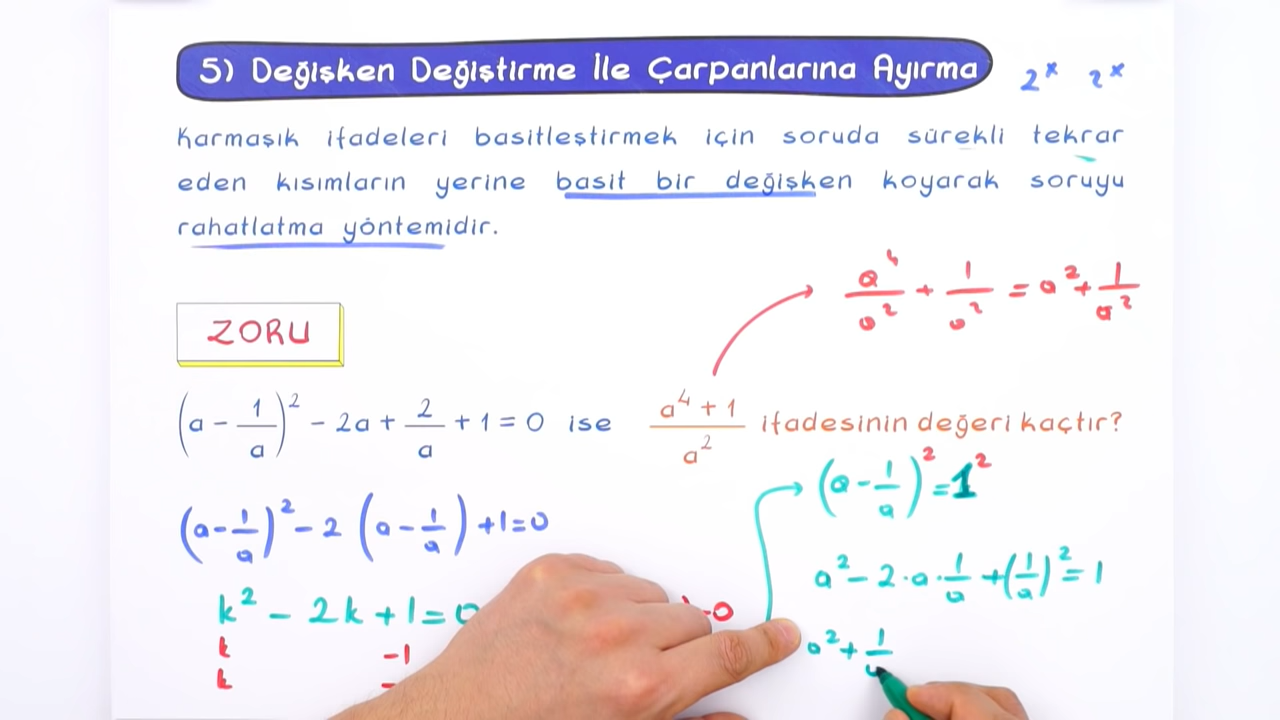 5) Değişken Değiştirme İle Çarpanlarına Ayırma 2^x 2^x
Karmaşık ifadeleri basitleştirmek için soruda sürekli tekrar
eden kısımların yerine basit bir değişken koyarak soruyu
rahatlatma yöntemidir.
a^4/a^2 + 1/a^2 = a^2 + 1/a^2
ZORU
(a - 1/a)^2 - 2a + 2/a + 1 = 0 ise (a^4 + 1)/a^2 ifadesinin değeri kaçtır?
(a - 1/a)^2 = 1^2
(a - 1/a)^2 - 2 (a - 1/a) + 1 = 0
a^2 - 2·a·1/a + (1/a)^2 = 1
k^2 - 2k + 1 = 0
k -1
k
a^2 + 1/